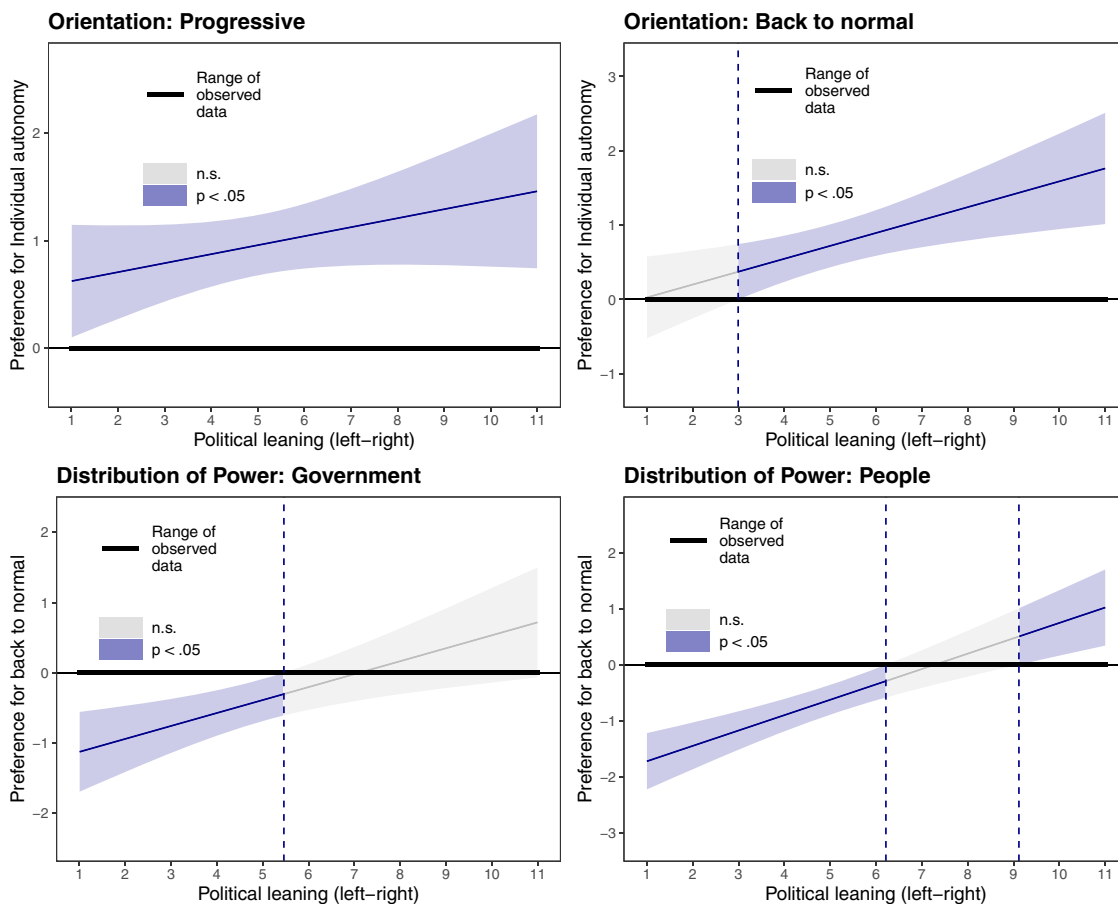 Orientation: Progressive
Preference for Individual autonomy
Range of
observed
data
n.s.
p < .05
2
1
0
1 2 3 4 5 6 7 8 9 10 11
Political leaning (left−right)
Orientation: Back to normal
Preference for Individual autonomy
Range of
observed
data
n.s.
p < .05
3
2
1
0
−1
1 2 3 4 5 6 7 8 9 10 11
Political leaning (left−right)
Distribution of Power: Government
Preference for back to normal
Range of
observed
data
n.s.
p < .05
2
1
0
−1
−2
1 2 3 4 5 6 7 8 9 10 11
Political leaning (left−right)
Distribution of Power: People
Preference for back to normal
Range of
observed
data
n.s.
p < .05
2
1
0
−1
−2
−3
1 2 3 4 5 6 7 8 9 10 11
Political leaning (left−right)